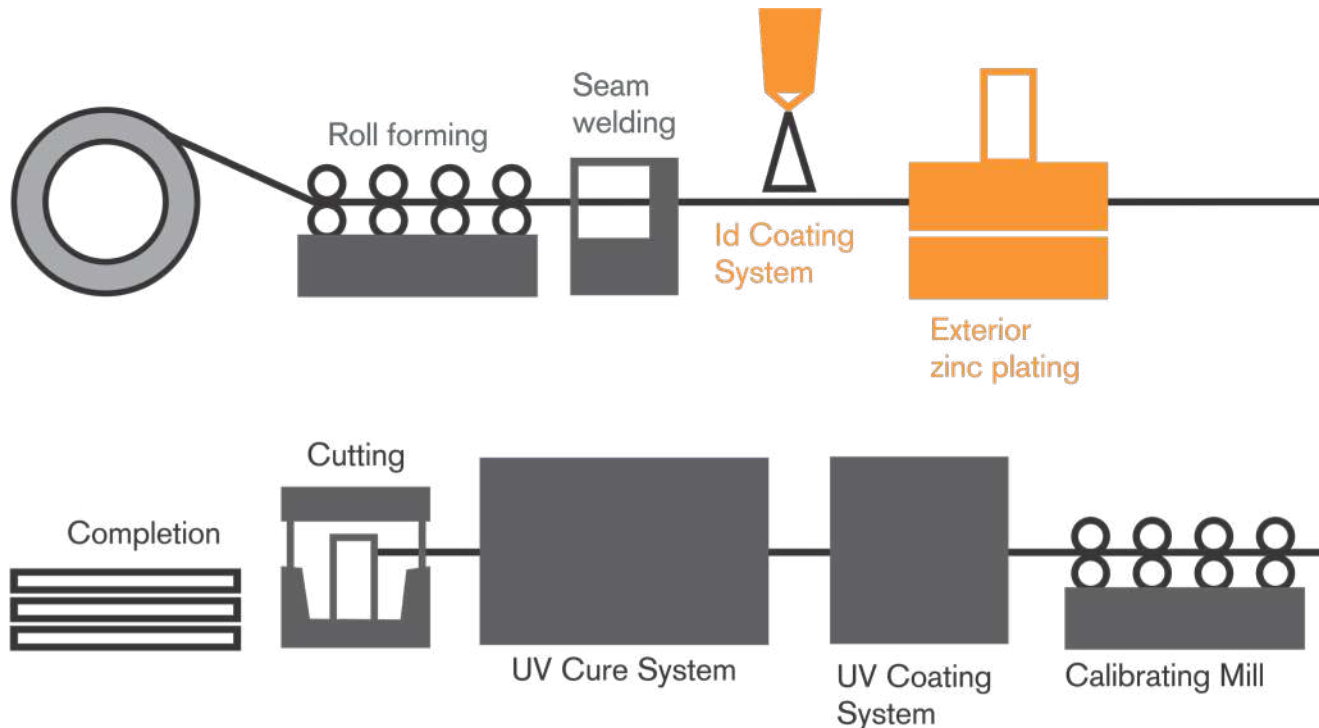 Roll forming
Seam
welding
Id Coating
System
Exterior
zinc plating
Completion
Cutting
UV Cure System
UV Coating
System
Calibrating Mill